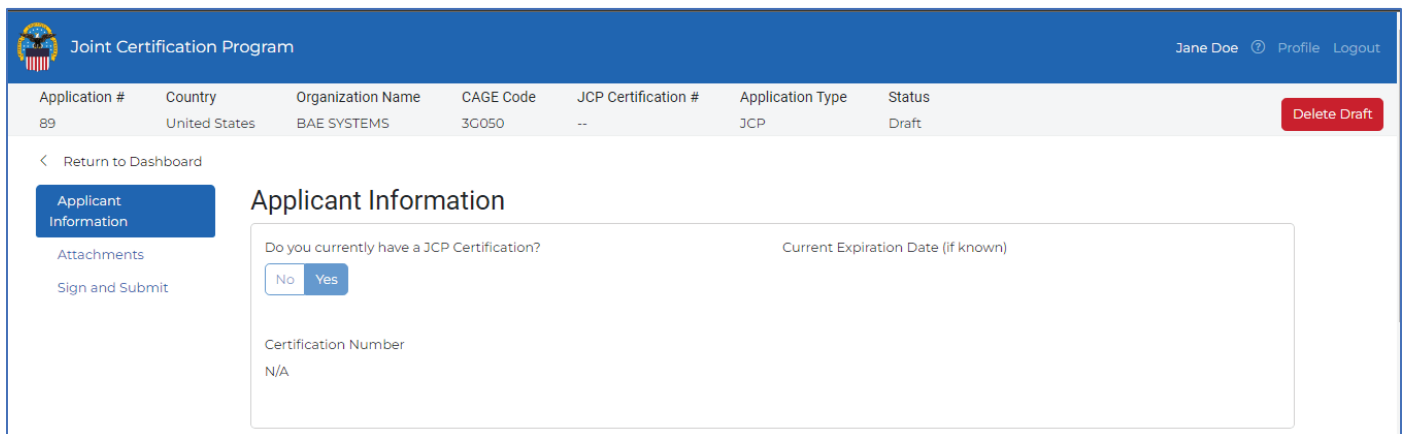 Joint Certification Program
Jane Doe ? Profile Logout
Application # Country Organization Name CAGE Code JCP Certification # Application Type Status
89 United States BAE SYSTEMS 3G050 -- JCP Draft
Delete Draft
< Return to Dashboard
Applicant
Information
Attachments
Sign and Submit
Applicant Information
Do you currently have a JCP Certification? Current Expiration Date (if known)
No Yes
Certification Number
N/A